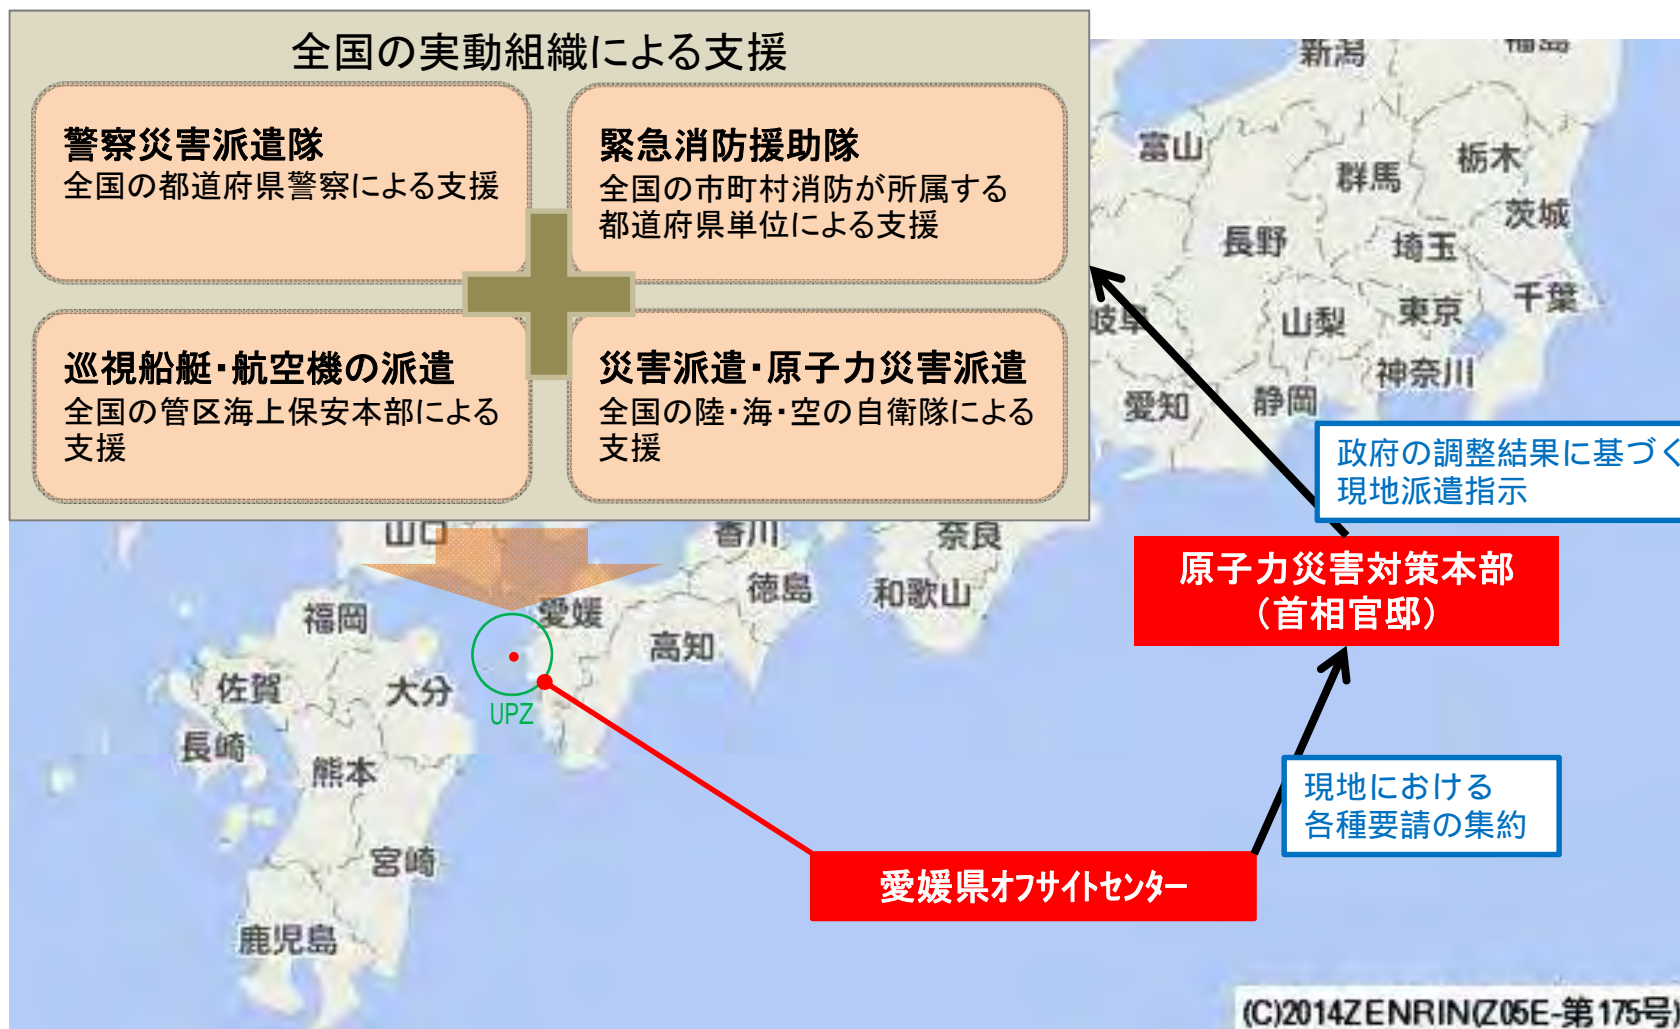 全国の実動組織による支援
警察災害派遣隊
全国の都道府県警察による支援
緊急消防援助隊
全国の市町村消防が所属する
都道府県単位による支援
巡視船艇・航空機の派遣
全国の管区海上保安本部による
支援
災害派遣・原子力災害派遣
全国の陸・海・空の自衛隊による
支援
新潟
福島
富山
群馬
栃木
茨城
長野
埼玉
千葉
岐阜
山梨
東京
神奈川
愛知
静岡
政府の調整結果に基づく
現地派遣指示
原子力災害対策本部
（首相官邸）
山口
香川
奈良
徳島
和歌山
愛媛
高知
福岡
佐賀
大分
UPZ
長崎
熊本
宮崎
鹿児島
現地における
各種要請の集約
愛媛県オフサイトセンター
(C)2014ZENRIN(Z05E-第175号)